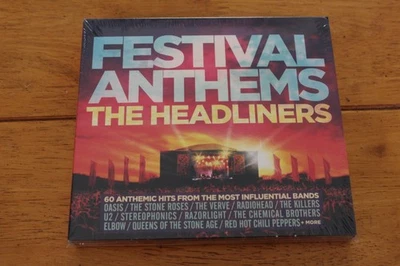 FESTIVAL
ANTHEMS
THE HEADLINERS
60 ANTHEMIC HITS FROM THE MOST INFLUENTIAL BANDS
OASIS / THE STONE ROSES / THE VERVE / RADIOHEAD / THE KILLERS
U2 / STEREOPHONICS / RAZORLIGHT / THE CHEMICAL BROTHERS
ELBOW / QUEENS OF THE STONE AGE / RED HOT CHILI PEPPERS + MORE